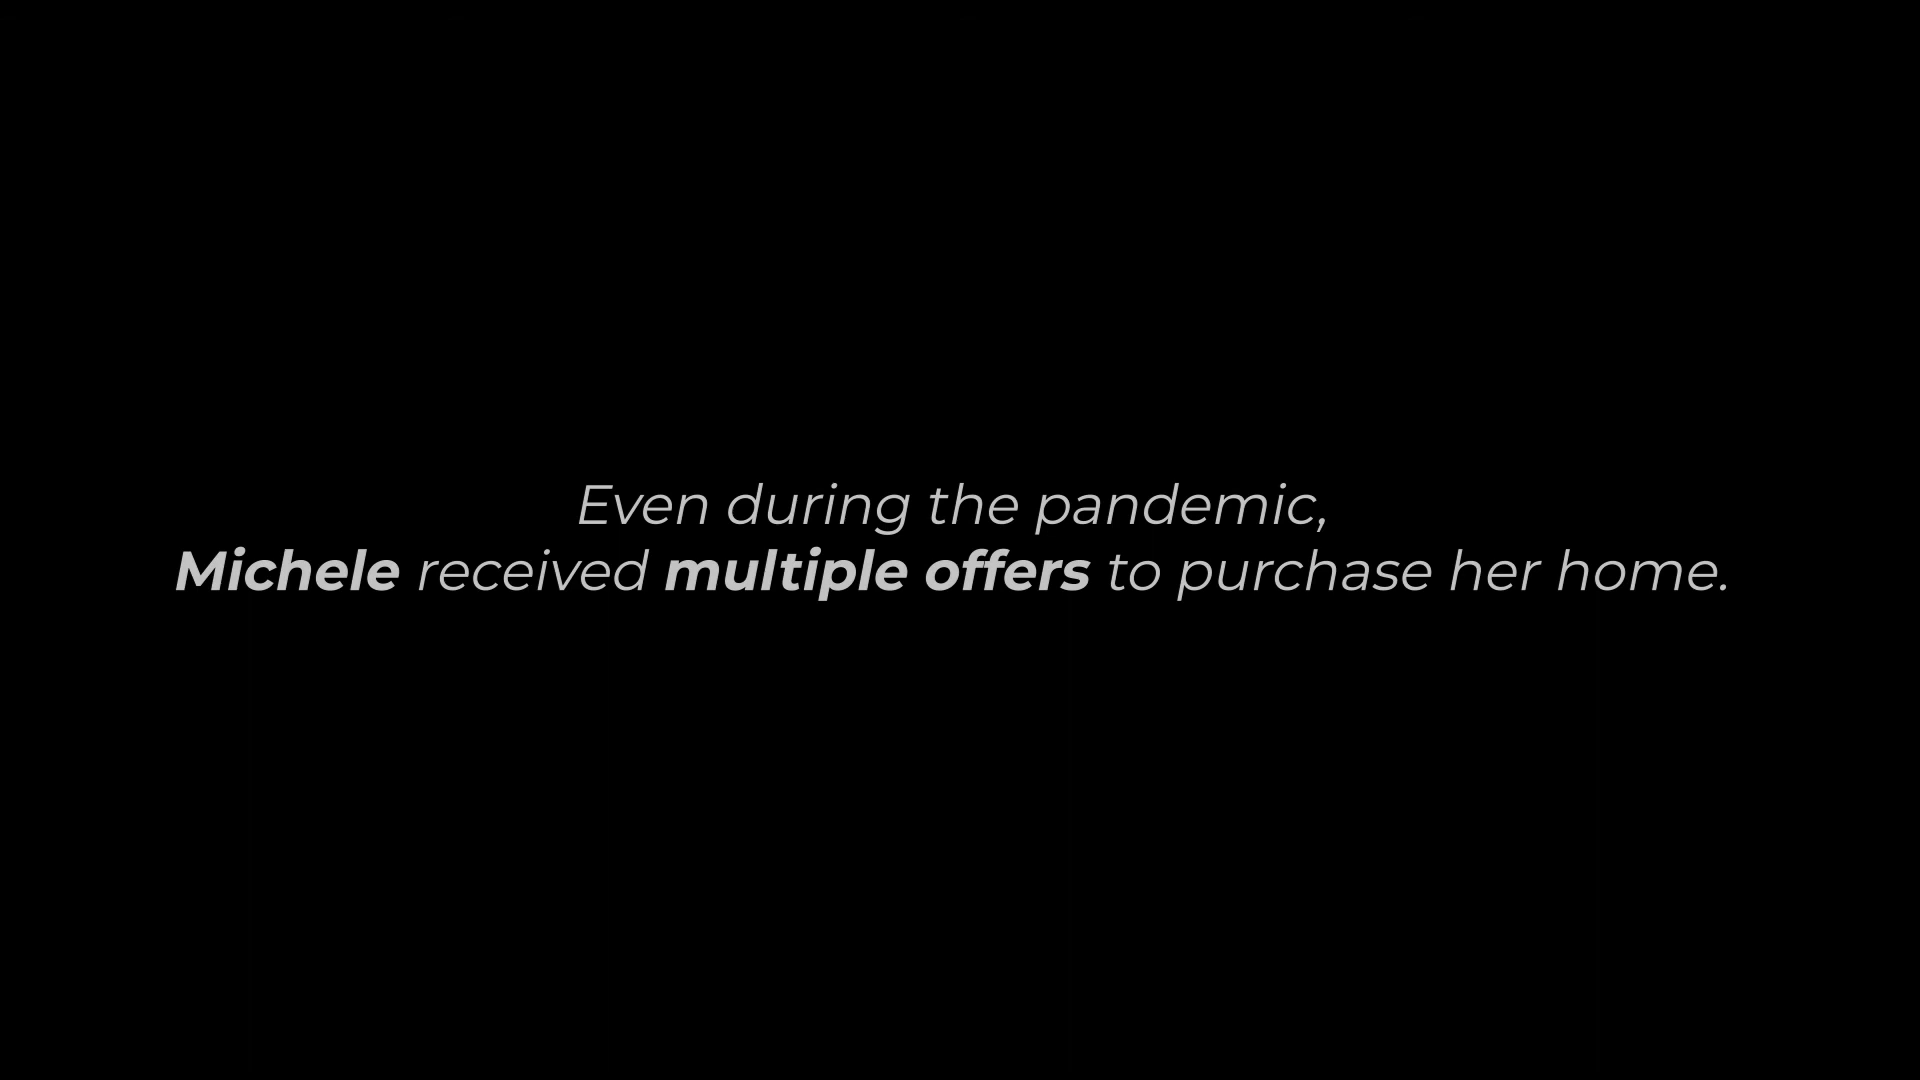 Even during the pandemic,
Michele received multiple offers to purchase her home.